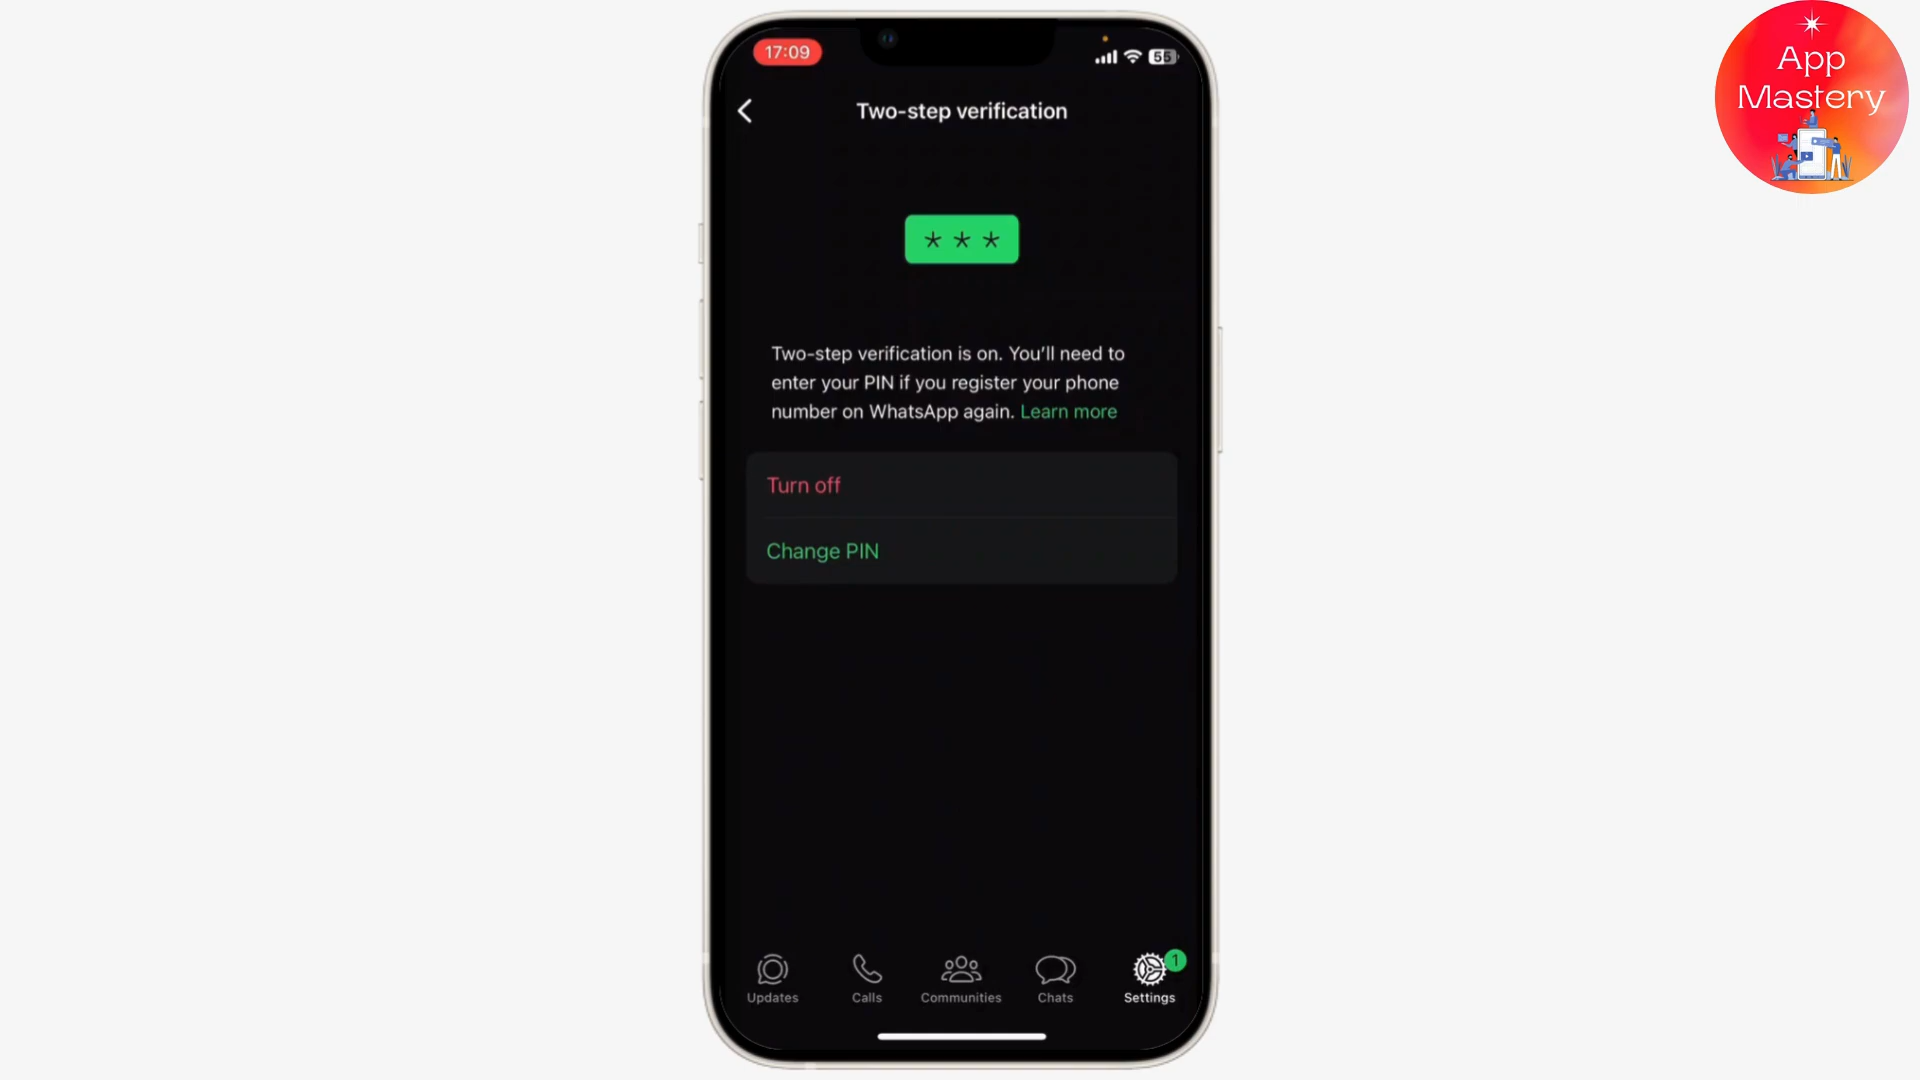 17:09
55
Two-step verification
* * *
Two-step verification is on. You’ll need to
enter your PIN if you register your phone
number on WhatsApp again. Learn more
Turn off
Change PIN
Updates
Calls
Communities
Chats
Settings
1
App
Mastery